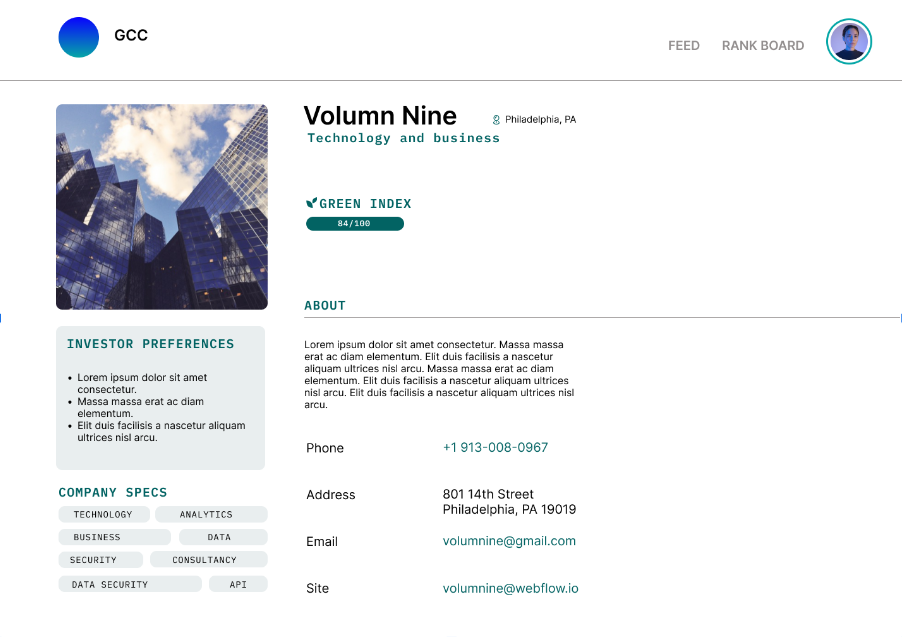 GCC
FEED
RANK BOARD
Volumn Nine
Philadelphia, PA
Technology and business
GREEN INDEX
84/100
ABOUT
Lorem ipsum dolor sit amet consectetur. Massa massa
erat ac diam elementum. Elit duis facilisis a nascetur
aliquam ultrices nisl arcu. Massa massa erat ac diam
elementum. Elit duis facilisis a nascetur aliquam ultrices
nisl arcu. Elit duis facilisis a nascetur aliquam ultrices nisl
arcu.
Phone
+1 913-008-0967
Address
801 14th Street
Philadelphia, PA 19019
Email
volumnine@gmail.com
Site
volumnine@webflow.io
INVESTOR PREFERENCES
• Lorem ipsum dolor sit amet
consectetur.
• Massa massa erat ac diam
elementum.
• Elit duis facilisis a nascetur aliquam
ultrices nisl arcu.
COMPANY SPECS
TECHNOLOGY
ANALYTICS
BUSINESS
DATA
SECURITY
CONSULTANCY
DATA SECURITY
API